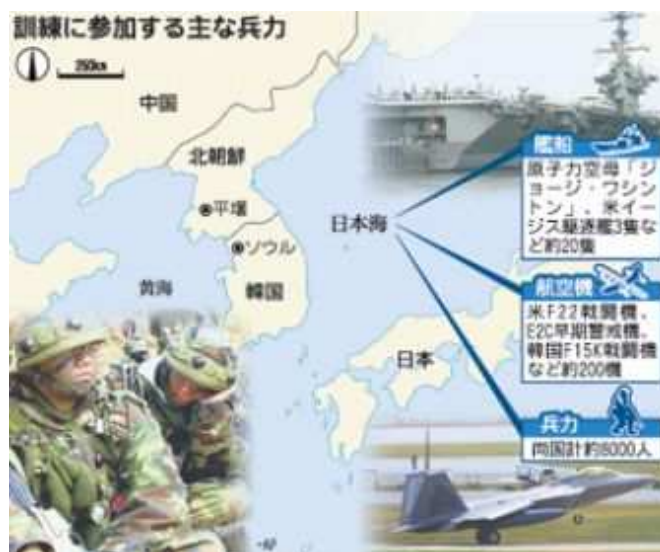 訓練に参加する主な兵力
250km
中国
北朝鮮
平壌
日本海
ソウル
黄海
韓国
日本
艦船
原子力空母「ジ
ョージ・ワシン
トン」、米イー
ジス駆逐艦3隻な
ど約20隻
航空機
米F22戦闘機、
E2C早期警戒機、
韓国F15K戦闘機
など約200機
兵力
両国計約8000人